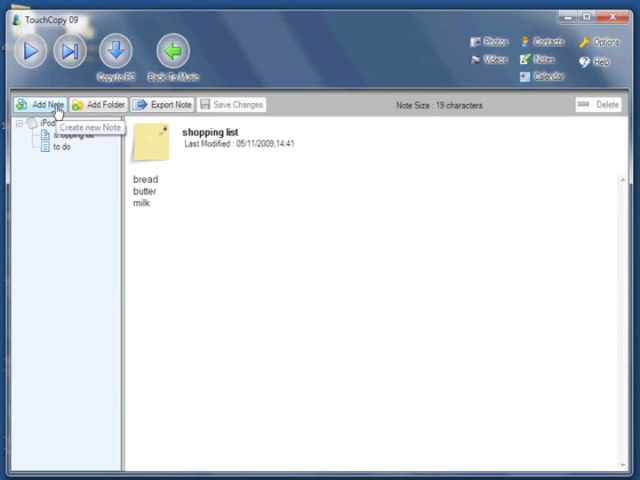 TouchCopy 09
Photos
Contacts
Options
Videos
Notes
Help
Calendar
Copy to PC
Back To Music
Add Note
Add Folder
Export Note
Save Changes
Note Size : 19 characters
Delete
Create new Note
iPod
shopping list
to do
shopping list
Last Modified : 05/11/2009,14:41
bread
butter
milk